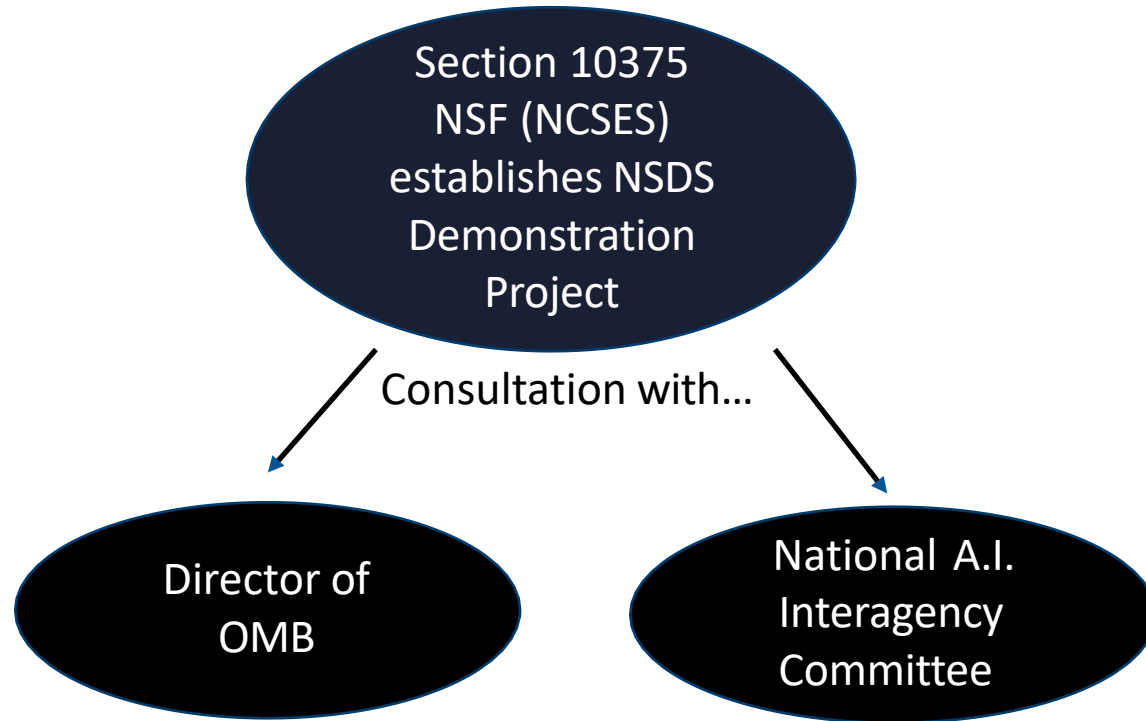 Section 10375
NSF (NCSES)
establishes NSDS
Demonstration
Project
Consultation with…
Director of
OMB
National A.I.
Interagency
Committee